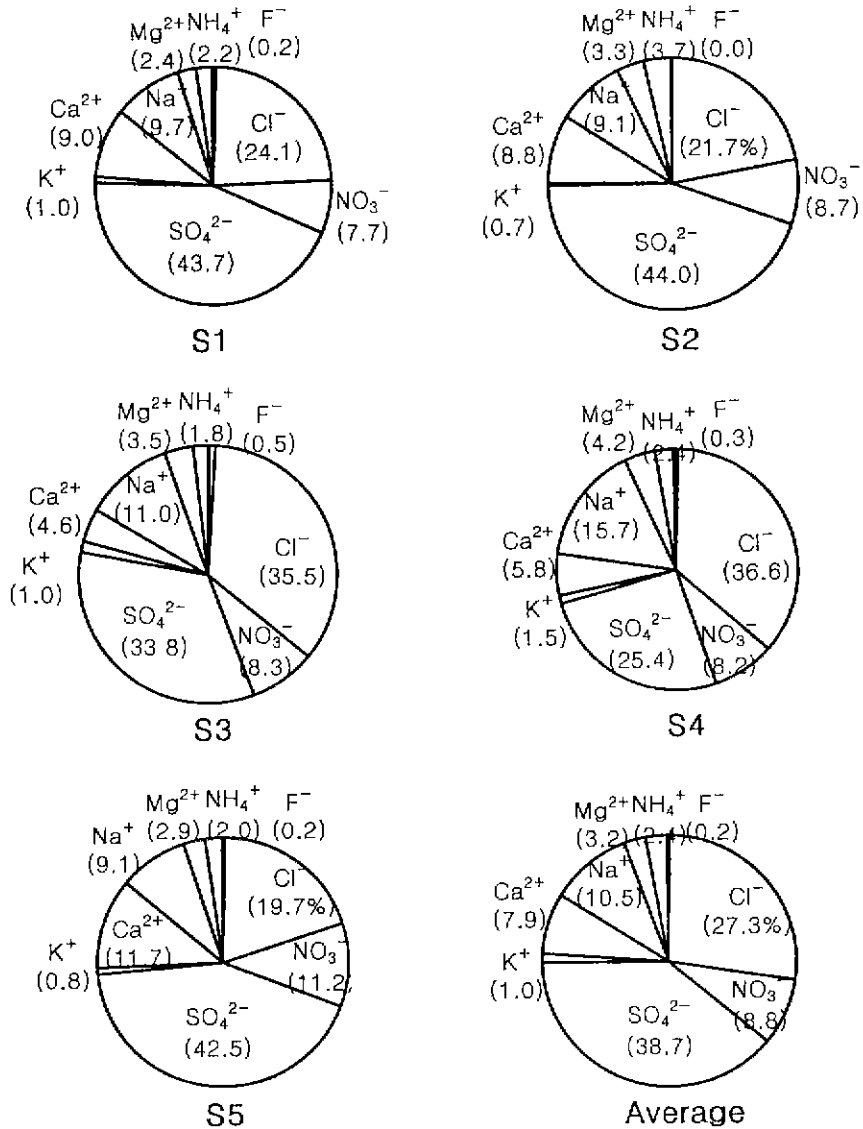 Mg²⁺ NH₄⁺ F⁻
(2.4) (2.2) (0.2)
Ca²⁺
(9.0)
Na⁺
(9.7)
Cl⁻
(24.1)
K⁺
(1.0)
NO₃⁻
(7.7)
SO₄²⁻
(43.7)
S1
Mg²⁺ NH₄⁺ F⁻
(3.3) (3.7) (0.0)
Ca²⁺
(8.8)
Na⁺
(9.1)
Cl⁻
(21.7%)
K⁺
(0.7)
NO₃⁻
(8.7)
SO₄²⁻
(44.0)
S2
Mg²⁺ NH₄⁺ F⁻
(3.5) (1.8) (0.5)
Ca²⁺
(4.6)
Na⁺
(11.0)
Cl⁻
(35.5)
K⁺
(1.0)
SO₄²⁻
(33 8)
NO₃⁻
(8.3)
S3
Mg²⁺ NH₄⁺ F⁻
(4.2) (2.4) (0.3)
Na⁺
(15.7)
Ca²⁺
(5.8)
Cl⁻
(36.6)
K⁺
(1.5)
SO₄²⁻
(25.4)
NO₃⁻
(8.2)
S4
Mg²⁺ NH₄⁺ F⁻
(2.9) (2.0) (0.2)
Na⁺
(9.1)
Cl⁻
(19.7%)
Ca²⁺
(11.7)
K⁺
(0.8)
NO₃⁻
(11.2)
SO₄²⁻
(42.5)
S5
Mg²⁺ NH₄⁺ F⁻
(3.2) (2.4) (0.2)
Ca²⁺
(7.9)
Na⁺
(10.5)
Cl⁻
(27.3%)
K⁺
(1.0)
NO₃⁻
(8.8)
SO₄²⁻
(38.7)
Average